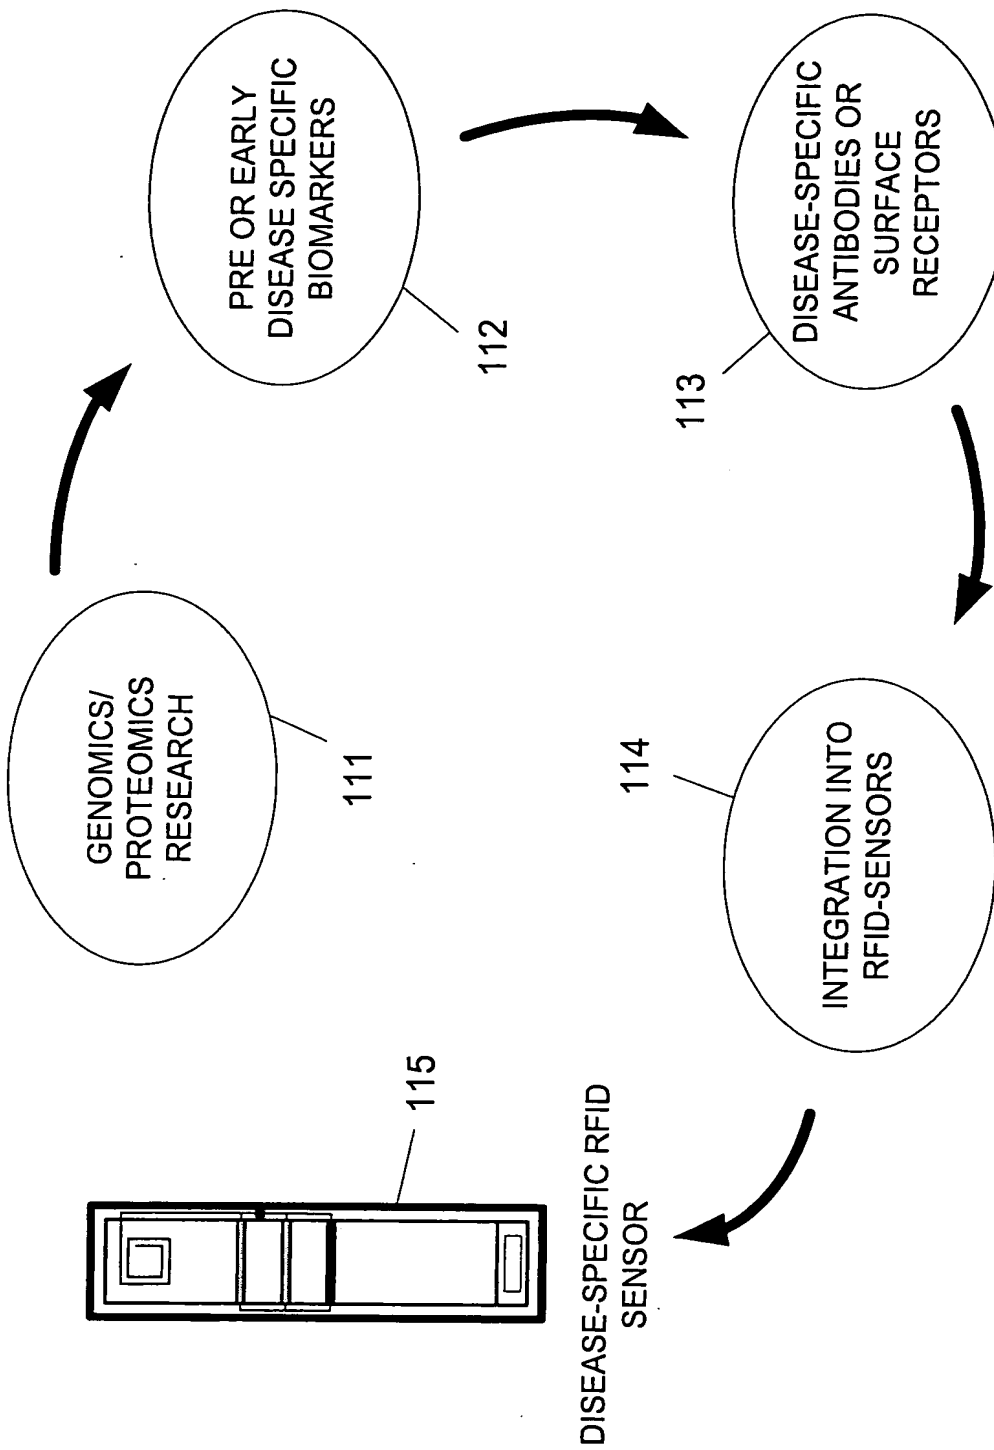 GENOMICS/
PROTEOMICS
RESEARCH
111
PRE OR EARLY
DISEASE SPECIFIC
BIOMARKERS
112
DISEASE-SPECIFIC
ANTIBODIES OR
SURFACE
RECEPTORS
113
INTEGRATION INTO
RFID-SENSORS
114
115
DISEASE-SPECIFIC RFID
SENSOR